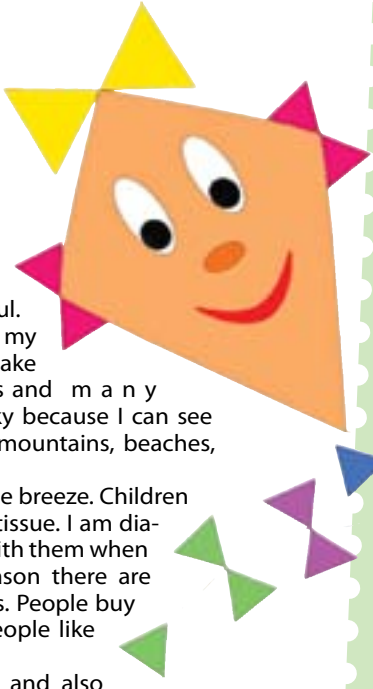 ul.
my
ake
s and many
ky because I can see
mountains, beaches,
e breeze. Children
tissue. I am dia-
ith them when
ason there are
s. People buy
eople like
and also